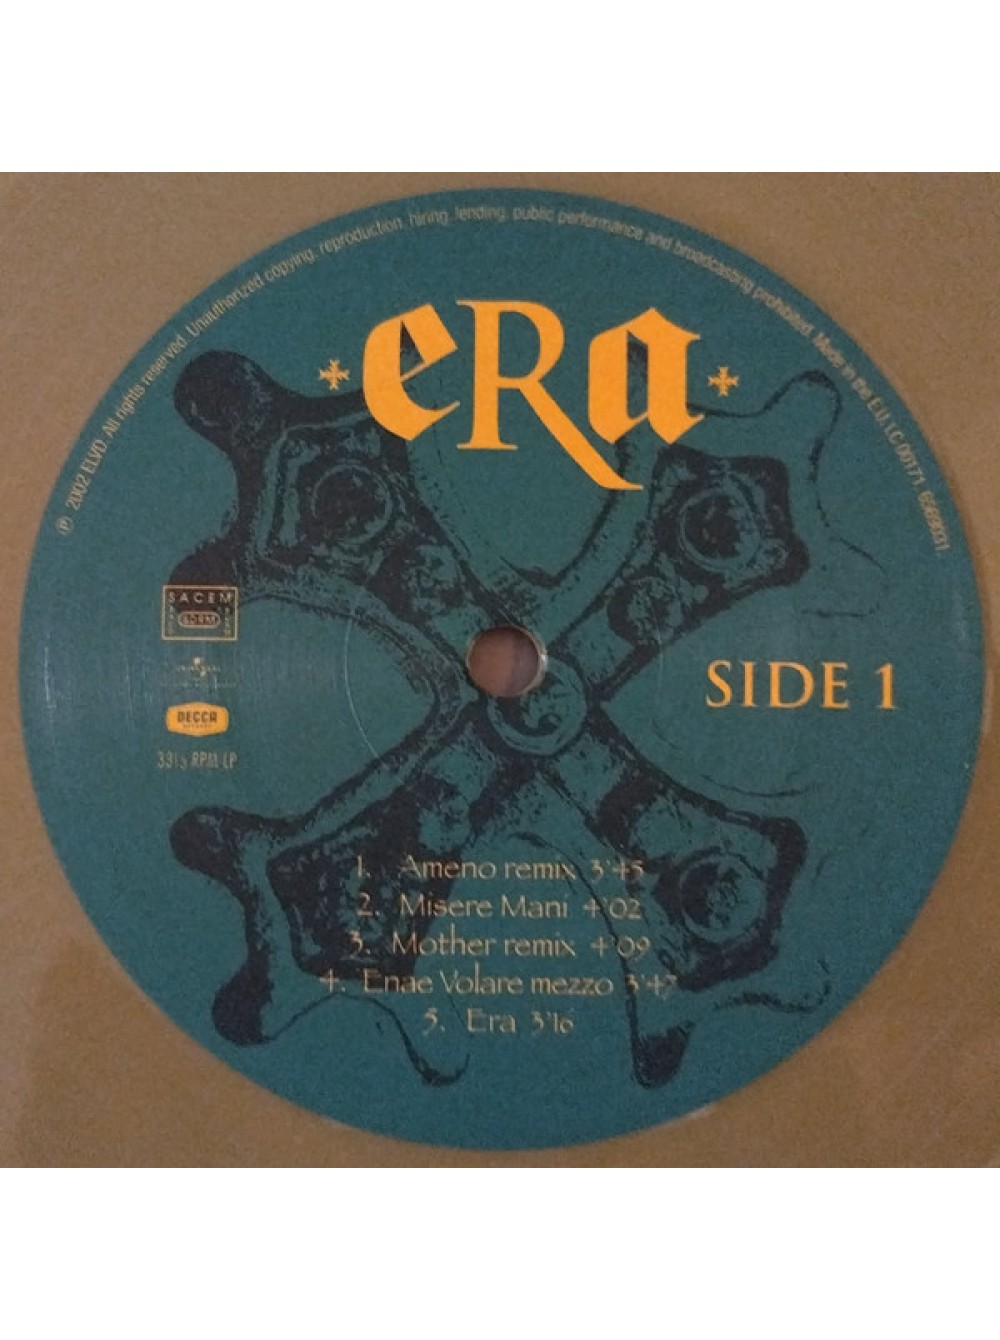 ℗ 2002 ELVD. All rights reserved. Unauthorized copying, reproduction, hiring, lending, public performance and broadcasting prohibited. Made in the E.U. LC 00171
eRa
SIDE 1
SACEM
UNIVERSAL
DECCA
33⅓ RPM LP
1. Ameno remix 3'45
2. Misere Mani 4'02
3. Mother remix 4'09
4. Enae Volare mezzo 3'47
5. Era 3'16